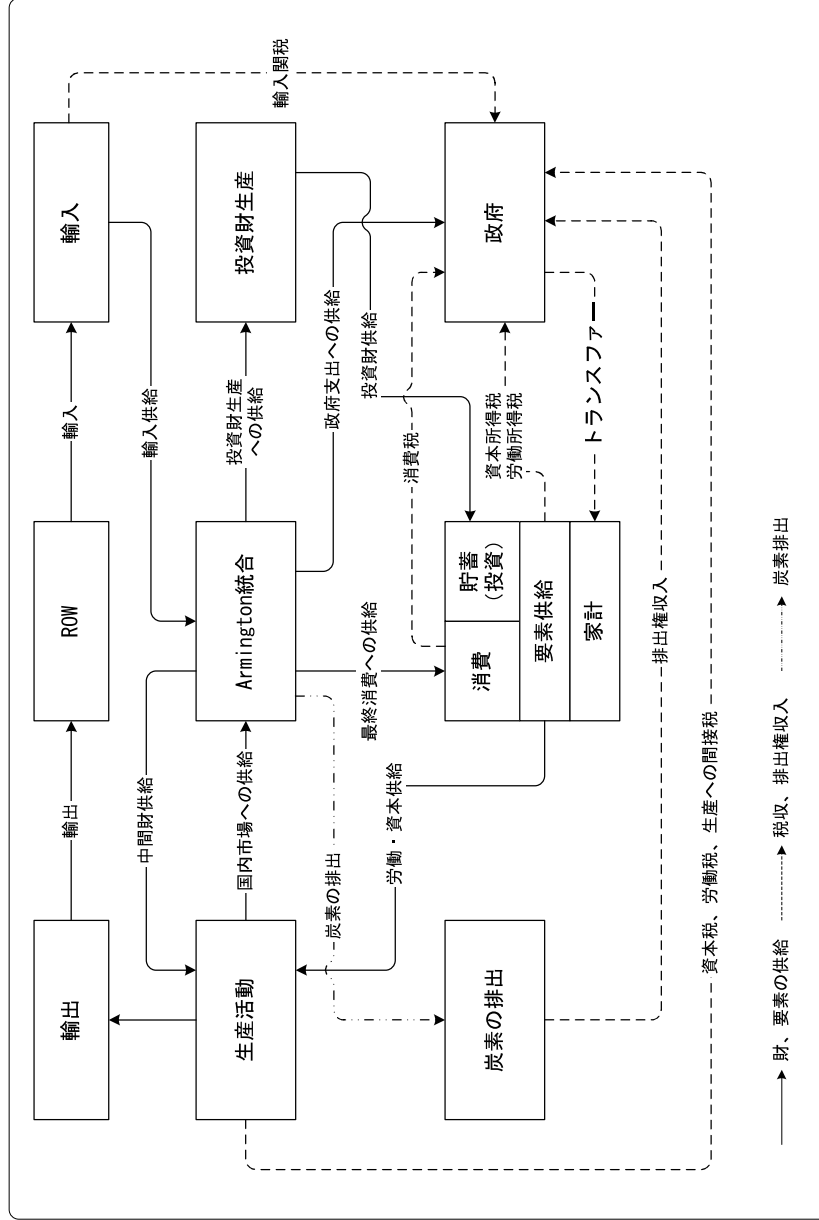 輸出
輸出
ROW
輸入
輸入
輸入関税
中間財供給
輸入供給
生産活動
国内市場への供給
Armington統合
投資財生産
への供給
投資財生産
炭素の排出
最終消費への供給
政府支出への供給
投資財供給
労働・資本供給
消費税
炭素の排出
消費
貯蓄
(投資)
要素供給
家計
資本所得税
労働所得税
政府
トランスファー
排出権収入
資本税、労働税、生産への間接税
財、要素の供給
税収、排出権収入
炭素排出